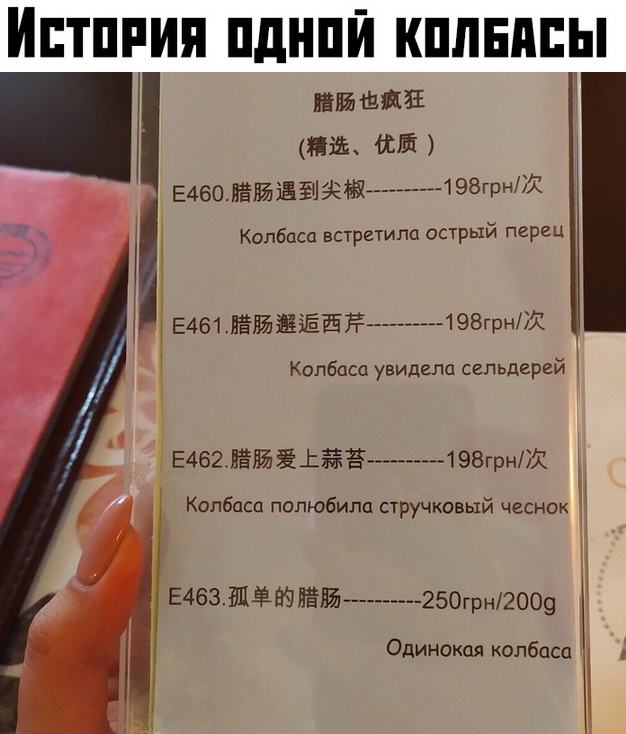 История одной колбасы
腊肠也疯狂
(精选、优质 )
E460.腊肠遇到尖椒----------198грн/次
Колбаса встретила острый перец
E461.腊肠邂逅西芹----------198грн/次
Колбаса увидела сельдерей
E462.腊肠爱上蒜苔----------198грн/次
Колбаса полюбила стручковый чеснок
E463.孤单的腊肠----------250грн/200g
Одинокая колбаса